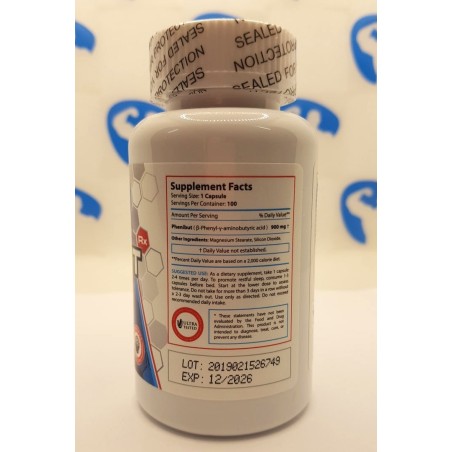 SEALED FOR
PROTECTION
SEALED
SEALED FOR
Rx
T
Supplement Facts
Serving Size: 1 Capsule
Servings Per Container: 100
Amount Per Serving % Daily Value**
Phenibut ( β-Phenyl-γ-aminobutyric acid ) 900 mg †
Other Ingredients: Magnesium Stearate, Silicon Dioxide.
† Daily Value not established.
**Percent Daily Value are based on a 2,000 calorie diet.
SUGGESTED USE: As a dietary supplement, take 1 capsules
2-4 times per day. To promote restful sleep, consume 1-3
capsules before bed. Start at the lower dose to assess
tolerance. Do not take for more than 3 days in a row without
a 2-3 day wash out. Use only as directed. Do not exceed
recommended daily intake.
ULTRA
TESTED
* These statements have not been
evaluated by the Food and Drug
Administration. This product is not
intended to diagnose, treat, cure, or
prevent any disease.
LOT: 2019021526749
EXP: 12/2026